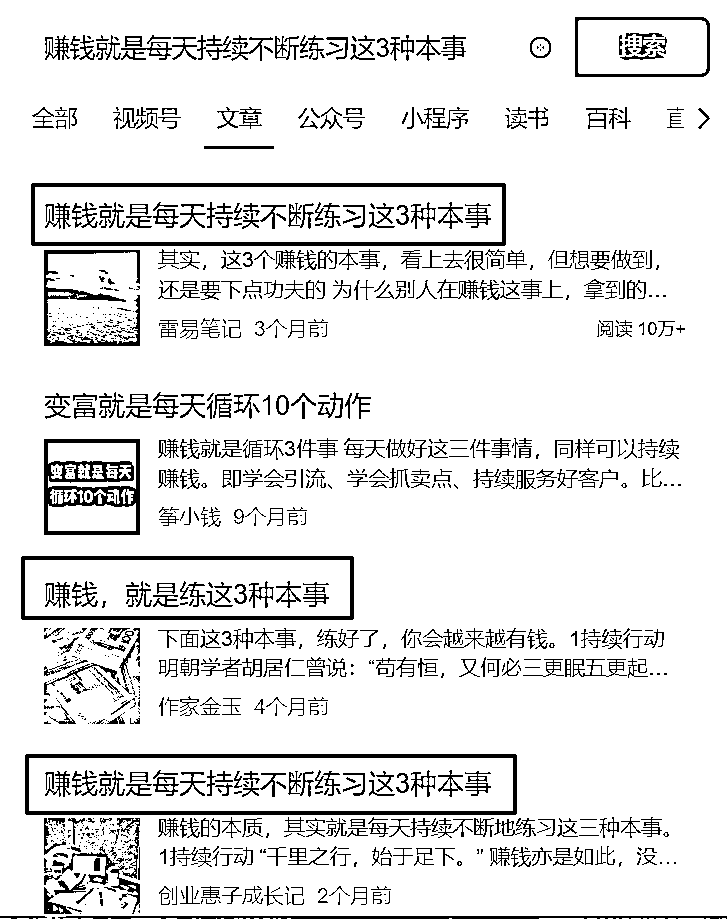 赚钱就是每天持续不断练习这3种本事
搜索
全部 视频号 文章 公众号 小程序 读书 百科 直
赚钱就是每天持续不断练习这3种本事
其实，这3个赚钱的本事，看上去很简单，但想要做到，
还是要下点功夫的 为什么别人在赚钱这事上，拿到的...
雷易笔记 3个月前 阅读 10万+
变富就是每天循环10个动作
变富就是每天
循环10个动作
赚钱就是循环3件事 每天做好这三件事情，同样可以持续
赚钱。即学会引流、学会抓卖点、持续服务好客户。比...
筝小钱 9个月前
赚钱，就是练这3种本事
下面这3种本事，练好了，你会越来越有钱。1持续行动
明朝学者胡居仁曾说：“苟有恒，又何必三更眠五更起...
作家金玉 4个月前
赚钱就是每天持续不断练习这3种本事
赚钱的本质，其实就是每天持续不断地练习这三种本事。
1持续行动 “千里之行，始于足下。” 赚钱亦是如此，没...
创业惠子成长记 2个月前